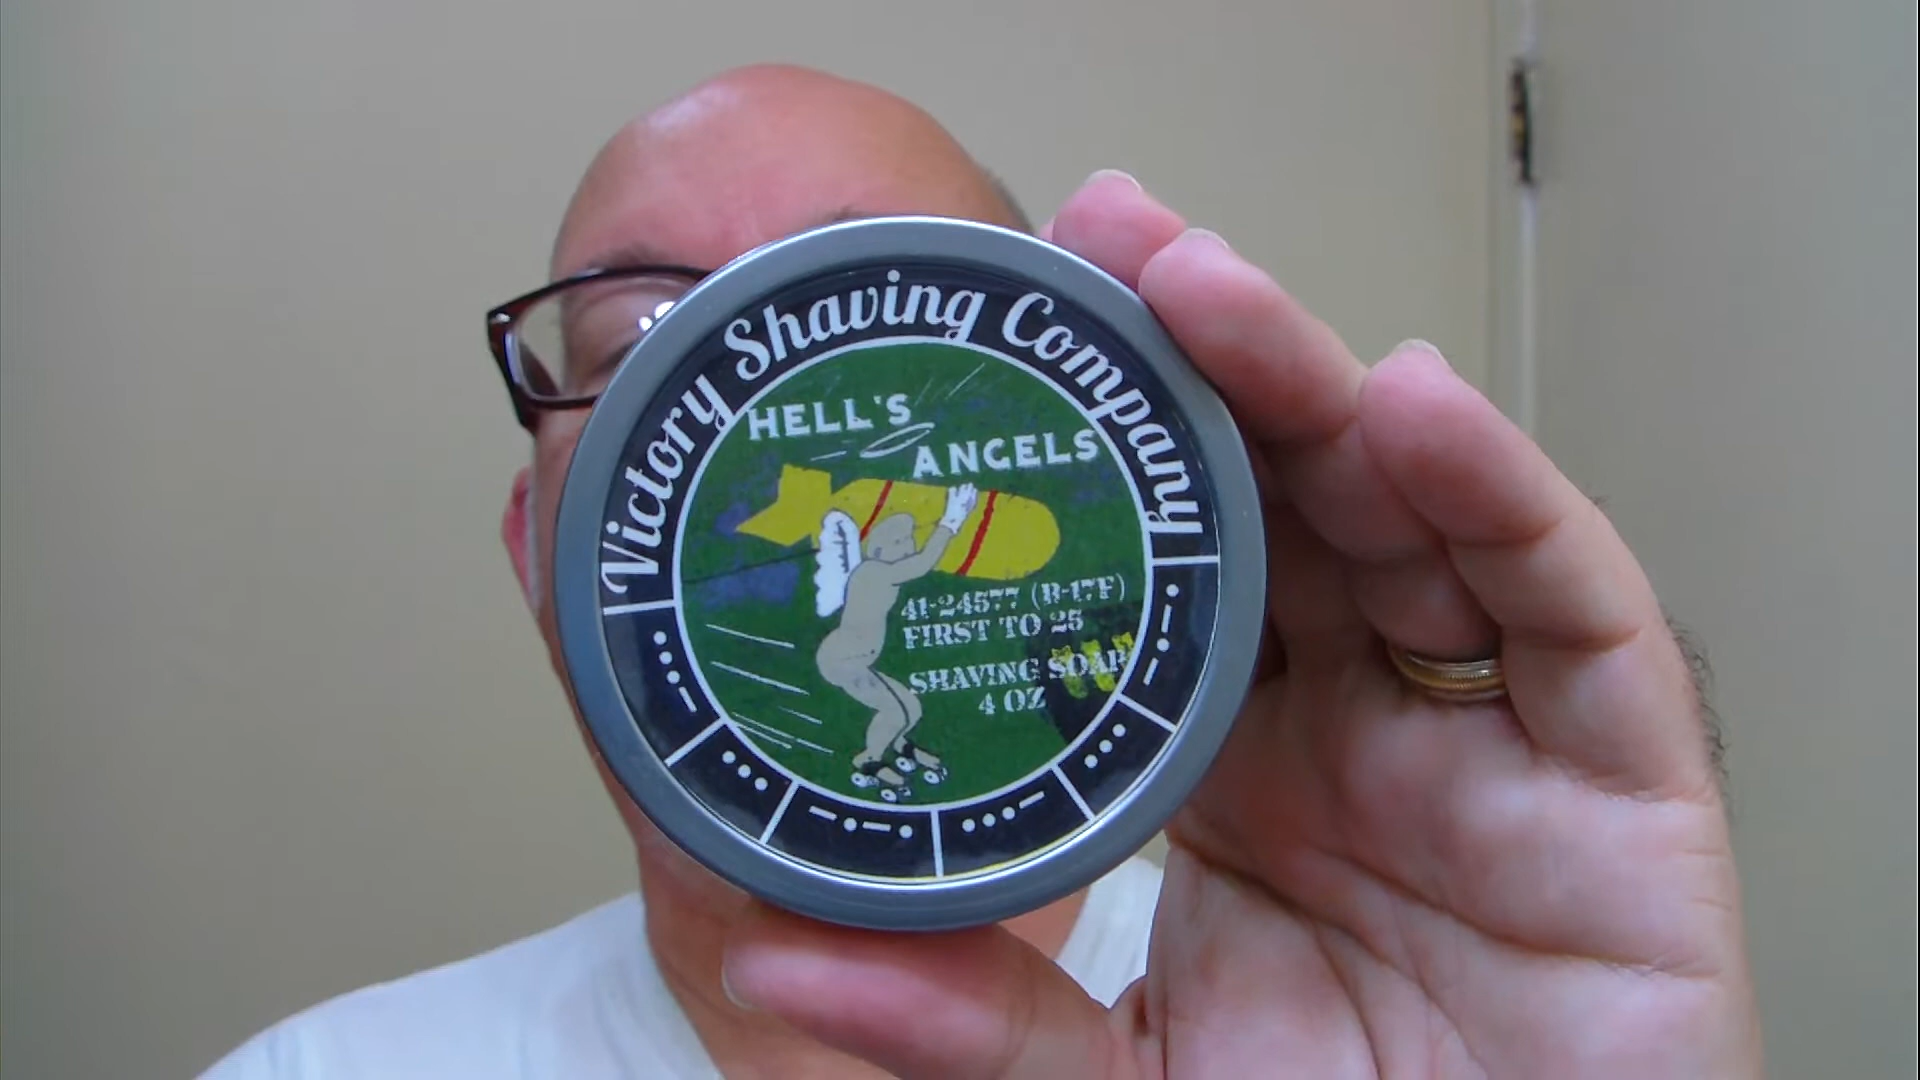 Victory Shaving Company
HELL'S
ANGELS
41-24577 (B-17F)
FIRST TO 25
SHAVING SOAP
4 OZ